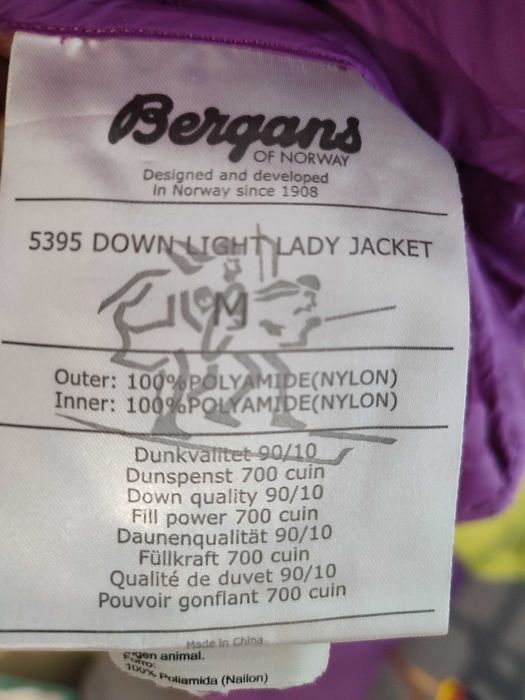 Bergans
OF NORWAY
Designed and developed
in Norway since 1908
5395 DOWN LIGHT LADY JACKET
M
Outer: 100%POLYAMIDE(NYLON)
Inner: 100%POLYAMIDE(NYLON)
Dunkvalitet 90/10
Dunspenst 700 cuin
Down quality 90/10
Fill power 700 cuin
Daunenqualität 90/10
Füllkraft 700 cuin
Qualité de duvet 90/10
Pouvoir gonflant 700 cuin
Made in China
animal.
100% Poliamida (Nailon)